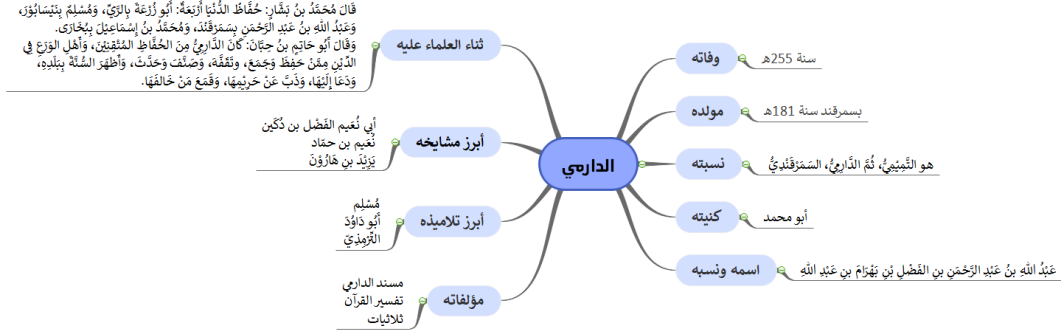 الدارمي
وفاته
سنة 255هـ
مولده
بسمرقند سنة 181هـ
نسبته
هو التَّمِيْمِيُّ، ثُمَّ الدَّارِمِيُّ، السَمَرْقَنْدِيُّ
كنيته
أبو محمد
اسمه ونسبه
عَبْدُ اللهِ بنُ عَبْدِ الرَّحْمَنِ بنِ الفَضْلِ بْنِ بَهْرَامَ بنِ عَبْدِ اللهِ
ثناء العلماء عليه
قَالَ مُحَمَّدُ بنُ بَشَّارٍ: حُفَّاظُ الدُّنْيَا أَرْبَعَةٌ: أَبُو زُرْعَةَ بِالرَّيِّ، وَمُسْلِمٌ بِنَيْسَابُوْرَ،
وَعَبْدُ اللهِ بنُ عَبْدِ الرَّحْمَنِ بِسَمَرْقَنْدَ، وَمُحَمَّدُ بنُ إِسْمَاعِيْلَ بِبُخَارَى.
وَقَالَ أَبُو حَاتِمٍ بنُ حِبَّانَ: كَانَ الدَّارِمِيُّ مِنَ الحُفَّاظِ المُتْقِنِيْنَ، وَأَهْلِ الوَرَعِ فِي
الدِّيْنِ مِمَّنْ حَفِظَ وَجَمَعَ، وتَفَقَّهَ، وَصَنَّفَ وَحَدَّثَ، وَأَظْهَرَ السُّنَّةَ بِبَلَدِهِ،
وَدَعَا إِلَيْهَا، وَذَبَّ عَنْ حَرِيْمِهَا، وَقَمَعَ مَنْ خَالَفَهَا.
أبرز مشايخه
أبي نُعَيم الفَضْل بن دُكَين
نُعَيم بن حمّاد
يَزِيْدَ بنِ هَارُوْنَ
أبرز تلاميذه
مُسْلِم
أَبُو دَاوُدَ
التِّرْمِذِيّ
مؤلفاته
مسند الدارمي
تفسير القرآن
ثلاثيات